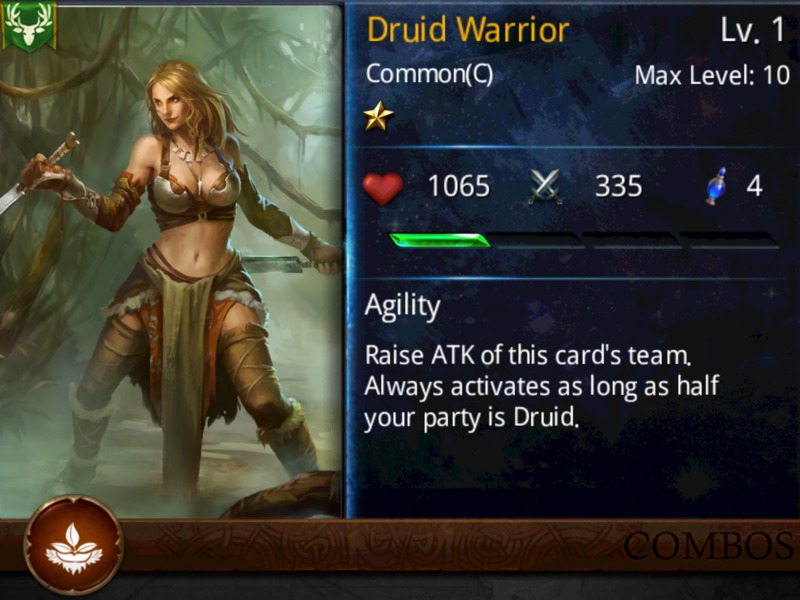 Druid Warrior
Lv. 1
Common(C)
Max Level: 10
1065
335
4
Agility
Raise ATK of this card's team.
Always activates as long as half
your party is Druid.
COMBOS